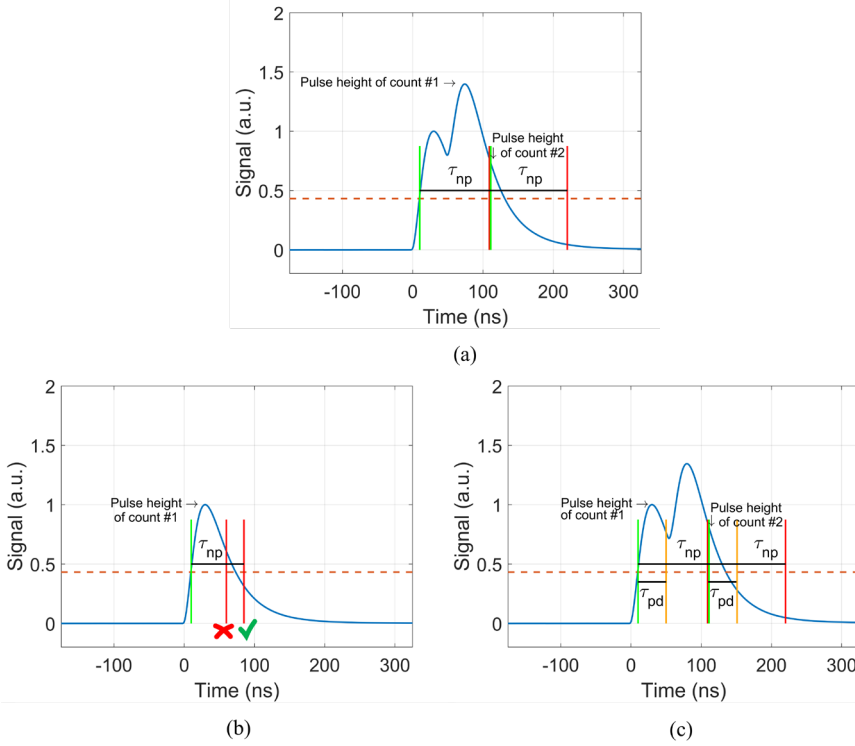 2
1.5
1
0.5
0
Signal (a.u.)
Pulse height of count #1 →
Pulse height
↓ of count #2
τnp
τnp
-100
0
100
200
300
Time (ns)
(a)
2
1.5
1
0.5
0
Signal (a.u.)
Pulse height →
of count #1
τnp
-100
0
100
200
300
Time (ns)
(b)
2
1.5
1
0.5
0
Signal (a.u.)
Pulse height →
of count #1
Pulse height
↓ of count #2
τnp
τnp
τpd
τpd
-100
0
100
200
300
Time (ns)
(c)